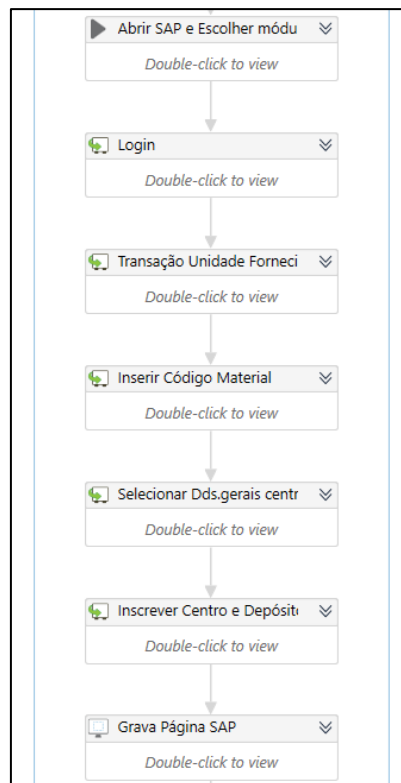 Abrir SAP e Escolher módu
Double-click to view
Login
Double-click to view
Transação Unidade Forneci
Double-click to view
Inserir Código Material
Double-click to view
Selecionar Dds.gerais centr
Double-click to view
Inscrever Centro e Depósito
Double-click to view
Grava Página SAP
Double-click to view